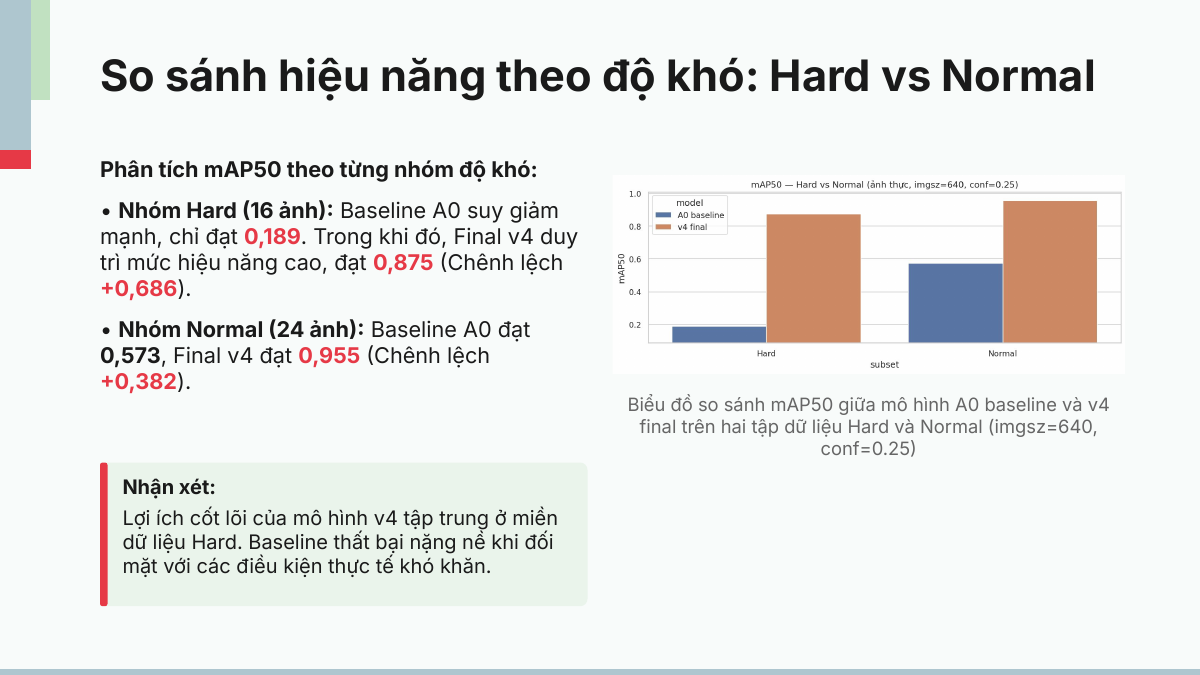 So sánh hiệu năng theo độ khó: Hard vs Normal
Phân tích mAP50 theo từng nhóm độ khó:
• Nhóm Hard (16 ảnh): Baseline A0 suy giảm
mạnh, chỉ đạt 0,189. Trong khi đó, Final v4 duy
trì mức hiệu năng cao, đạt 0,875 (Chênh lệch
+0,686).
• Nhóm Normal (24 ảnh): Baseline A0 đạt
0,573, Final v4 đạt 0,955 (Chênh lệch
+0,382).
Nhận xét:
Lợi ích cốt lõi của mô hình v4 tập trung ở miền
dữ liệu Hard. Baseline thất bại nặng nề khi đối
mặt với các điều kiện thực tế khó khăn.
mAP50 — Hard vs Normal (ảnh thực, imgsz=640, conf=0.25)
model
A0 baseline
v4 final
1.0
0.8
0.6
0.4
0.2
mAP50
Hard
Normal
subset
Biểu đồ so sánh mAP50 giữa mô hình A0 baseline và v4
final trên hai tập dữ liệu Hard và Normal (imgsz=640,
conf=0.25)